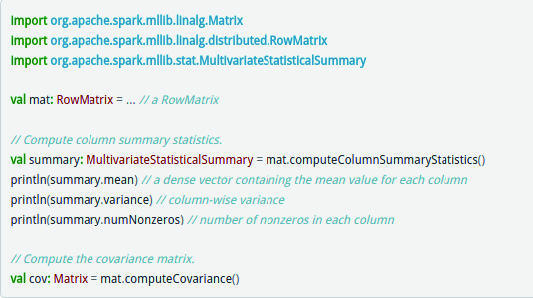 import org.apache.spark.mllib.linalg.Matrix
import org.apache.spark.mllib.linalg.distributed.RowMatrix
import org.apache.spark.mllib.stat.MultivariateStatisticalSummary
val mat: RowMatrix = ... // a RowMatrix
// Compute column summary statistics.
val summary: MultivariateStatisticalSummary = mat.computeColumnSummaryStatistics()
println(summary.mean) // a dense vector containing the mean value for each column
println(summary.variance) // column-wise variance
println(summary.numNonzeros) // number of nonzeros in each column
// Compute the covariance matrix.
val cov: Matrix = mat.computeCovariance()